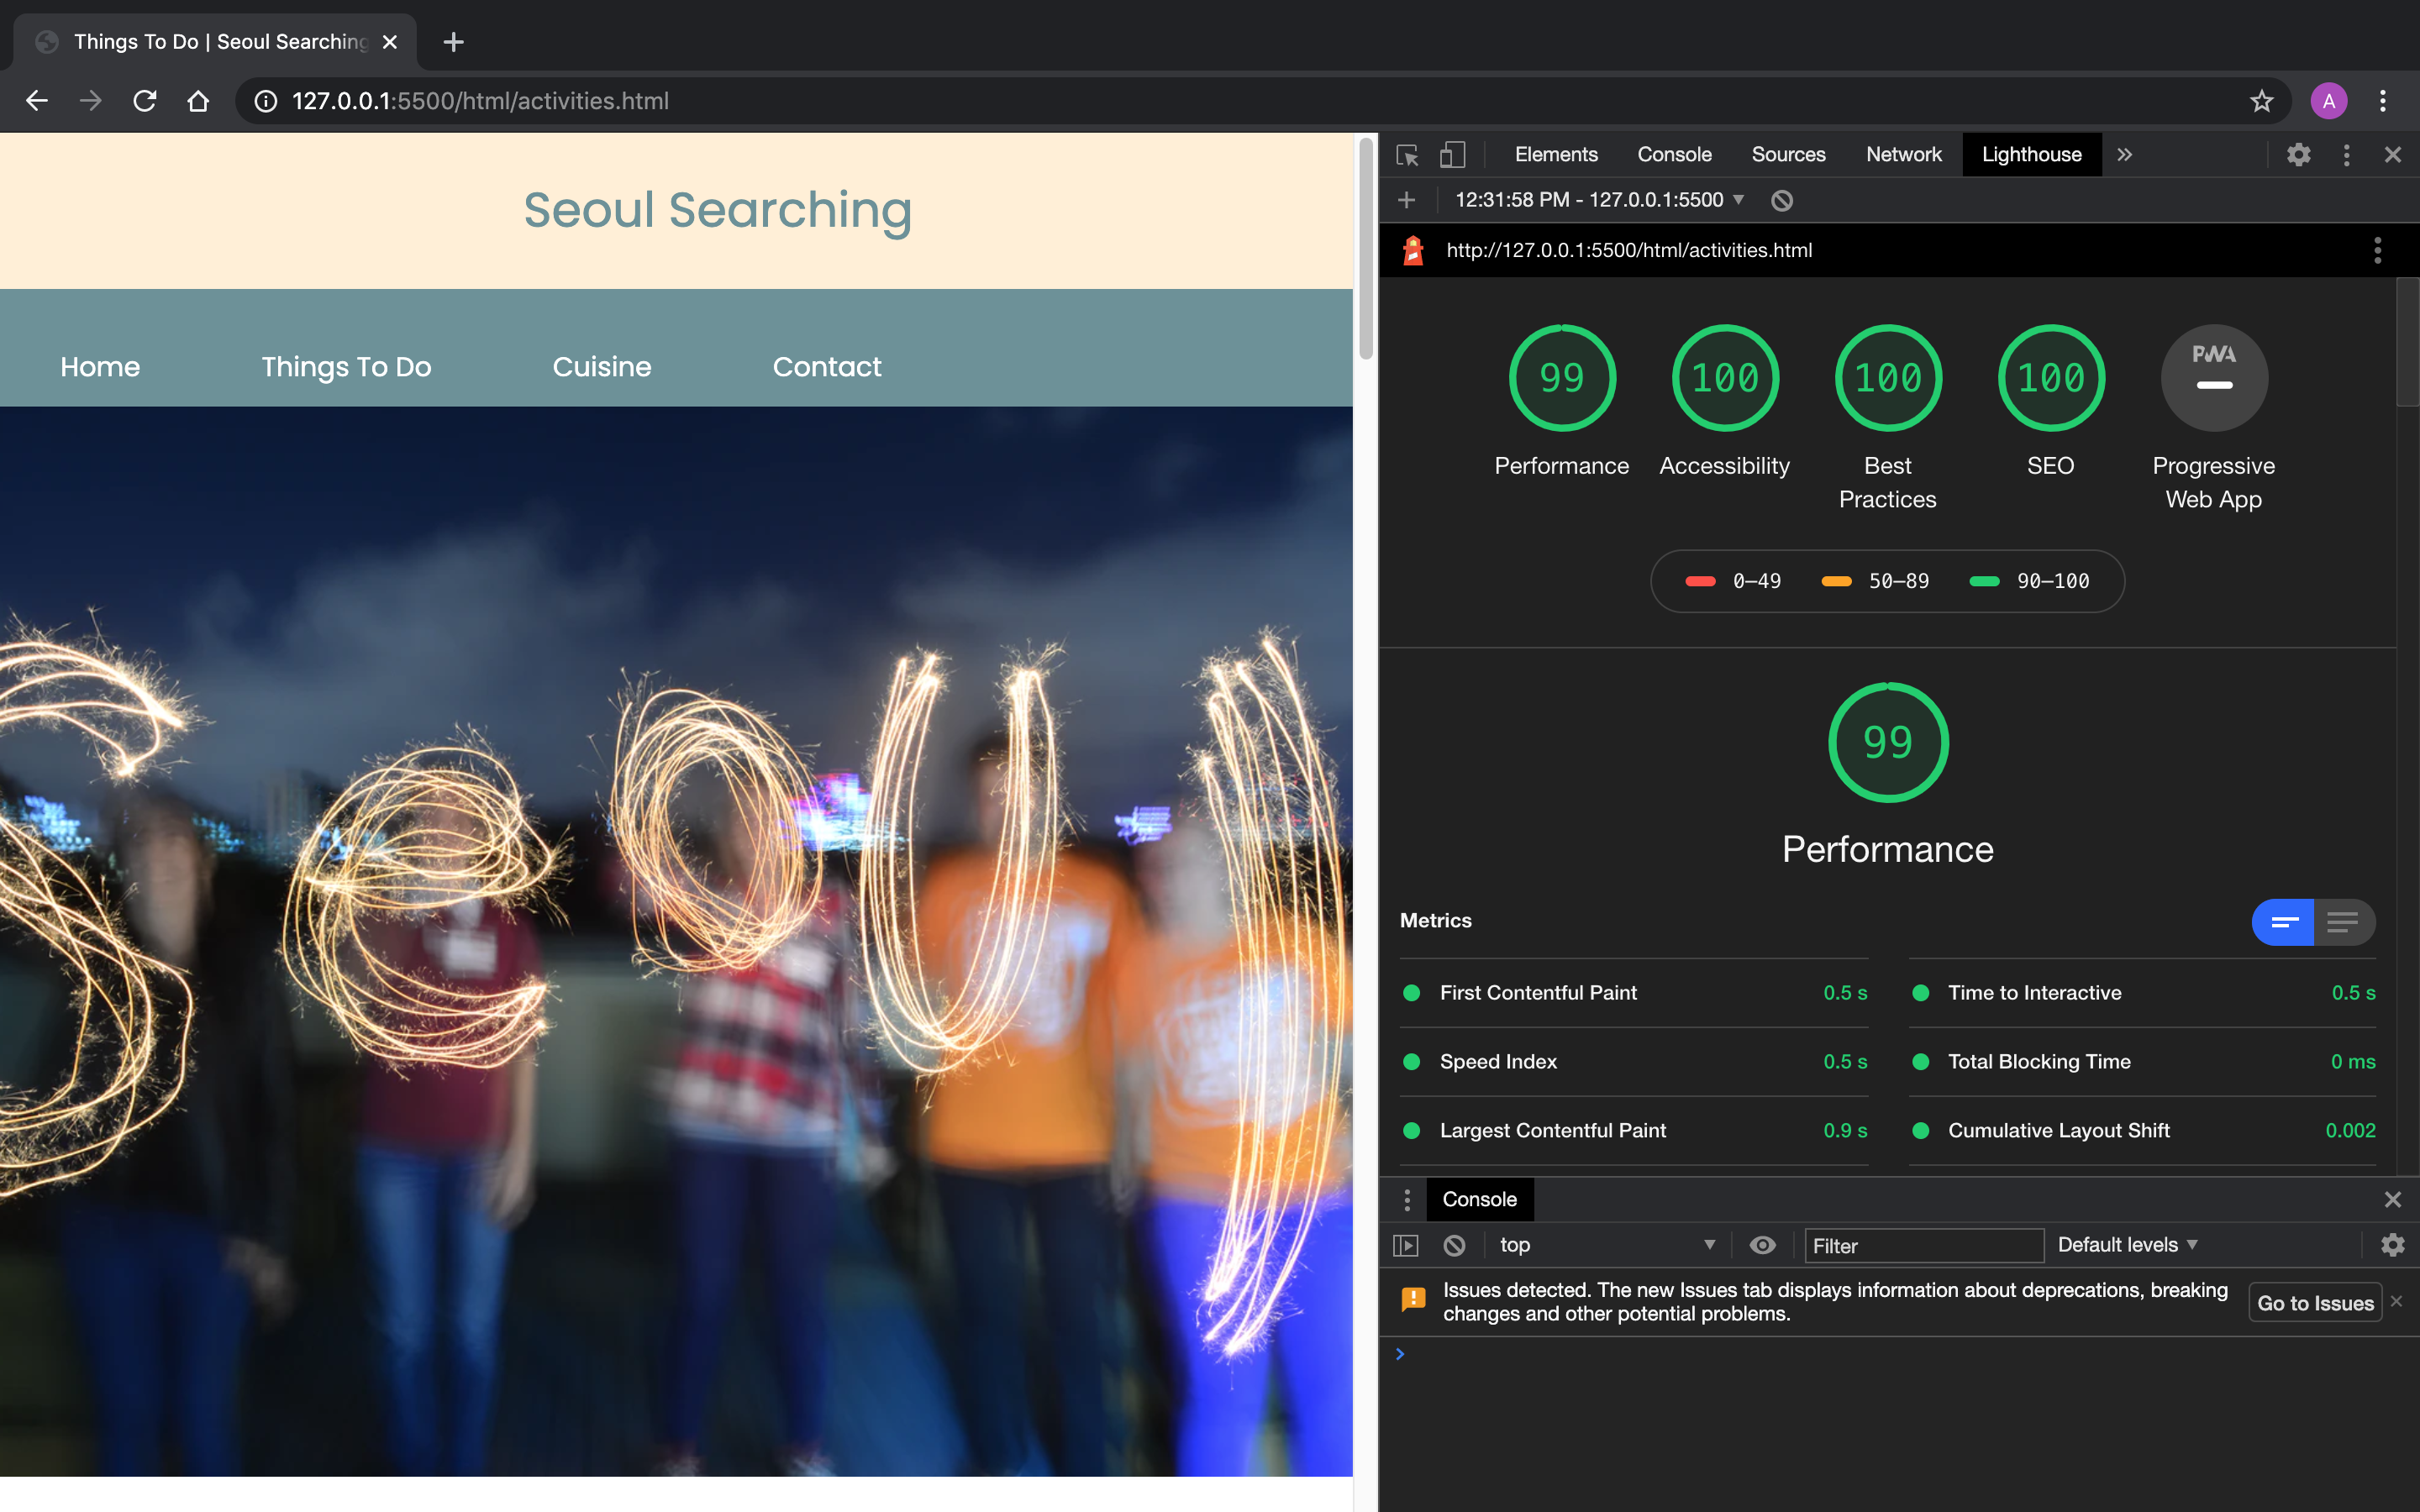 Things To Do | Seoul Searching
127.0.0.1:5500/html/activities.html
A
Seoul Searching
Home Things To Do Cuisine Contact
Seoul
Elements Console Sources Network Lighthouse
12:31:58 PM - 127.0.0.1:5500
http://127.0.0.1:5500/html/activities.html
99 100 100 100 PWA
Performance Accessibility Best Practices SEO Progressive Web App
0–49 50–89 90–100
99
Performance
Metrics
First Contentful Paint 0.5 s
Time to Interactive 0.5 s
Speed Index 0.5 s
Total Blocking Time 0 ms
Largest Contentful Paint 0.9 s
Cumulative Layout Shift 0.002
Console
top Filter Default levels
Issues detected. The new Issues tab displays information about deprecations, breaking
changes and other potential problems.
Go to Issues